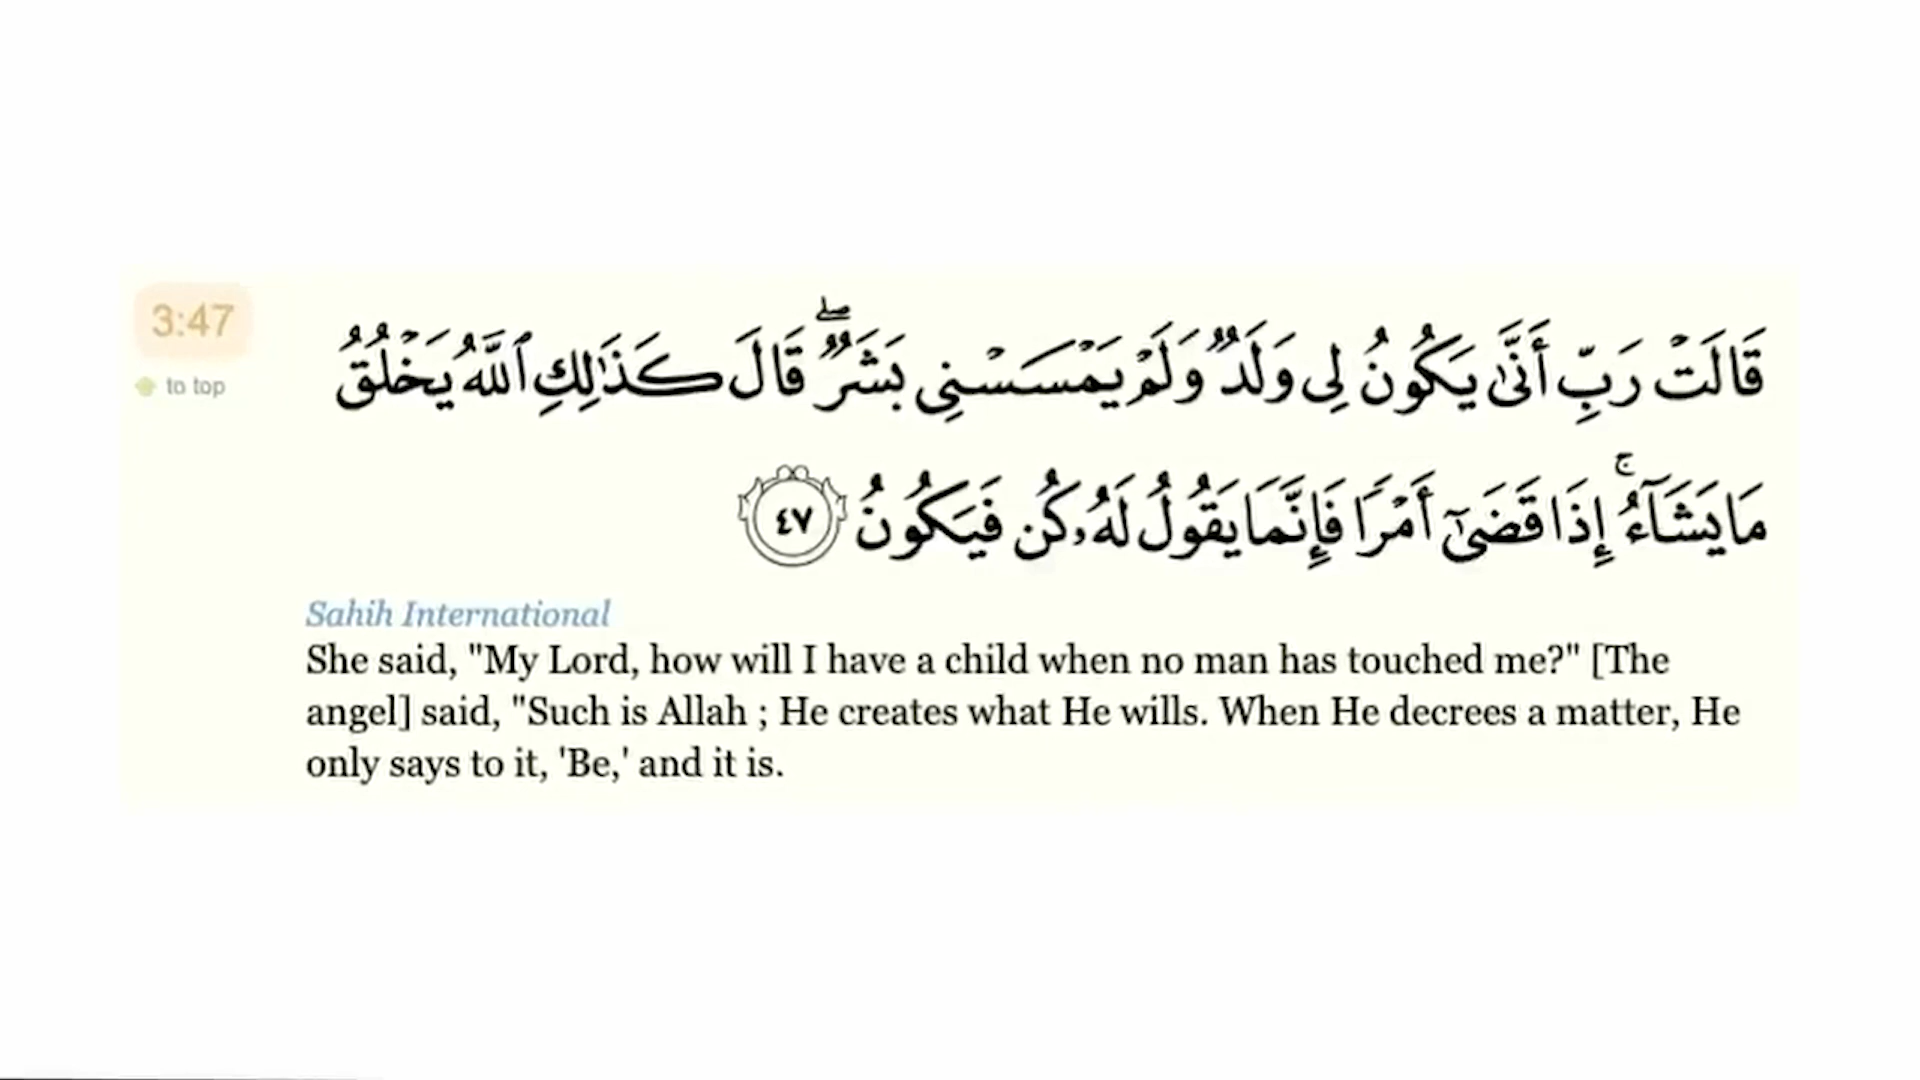 3:47
to top
قَالَتْ رَبِّ أَنَّىٰ يَكُونُ لِى وَلَدٌ وَلَمْ يَمْسَسْنِى بَشَرٌ ۖ قَالَ كَذَٰلِكِ ٱللَّهُ يَخْلُقُ
مَا يَشَآءُ ۚ إِذَا قَضَىٰٓ أَمْرًا فَإِنَّمَا يَقُولُ لَهُۥ كُن فَيَكُونُ ٤٧
Sahih International
She said, "My Lord, how will I have a child when no man has touched me?" [The
angel] said, "Such is Allah ; He creates what He wills. When He decrees a matter, He
only says to it, 'Be,' and it is.